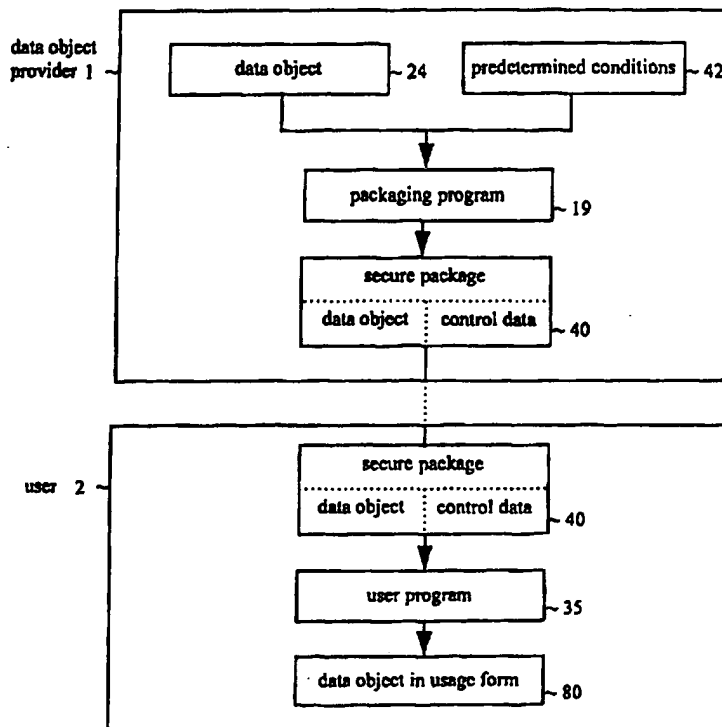 data object
provider 1
data object
24
predetermined conditions
42
packaging program
19
secure package
data object
control data
40
user 2
secure package
data object
control data
40
user program
35
data object in usage form
80